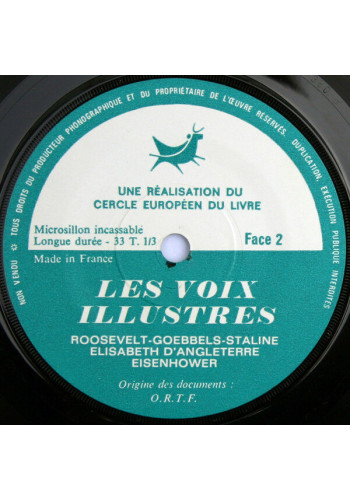 NON VENDU © TOUS DROITS DU PRODUCTEUR PHONOGRAPHIQUE ET DU PROPRIÉTAIRE DE L'ŒUVRE RÉSERVÉS. DUPLICATION, EXÉCUTION PUBLIQUE
UNE RÉALISATION DU
CERCLE EUROPÉEN DU LIVRE
Microsillon incassable
Longue durée - 33 T. 1/3
Face 2
Made in France
LES VOIX
ILLUSTRES
ROOSEVELT-GOEBBELS-STALINE
ELISABETH D'ANGLETERRE
EISENHOWER
Origine des documents :
O.R.T.F.